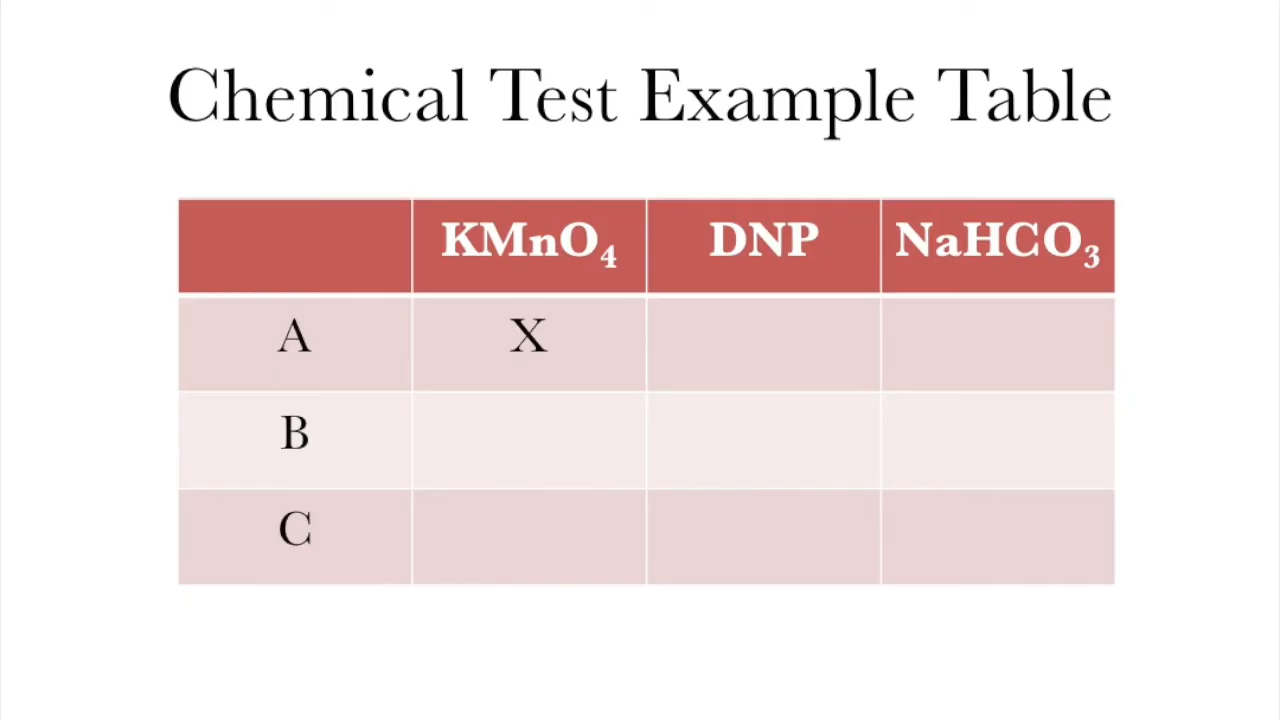 Chemical Test Example Table
KMnO₄ DNP NaHCO₃
A X
B
C